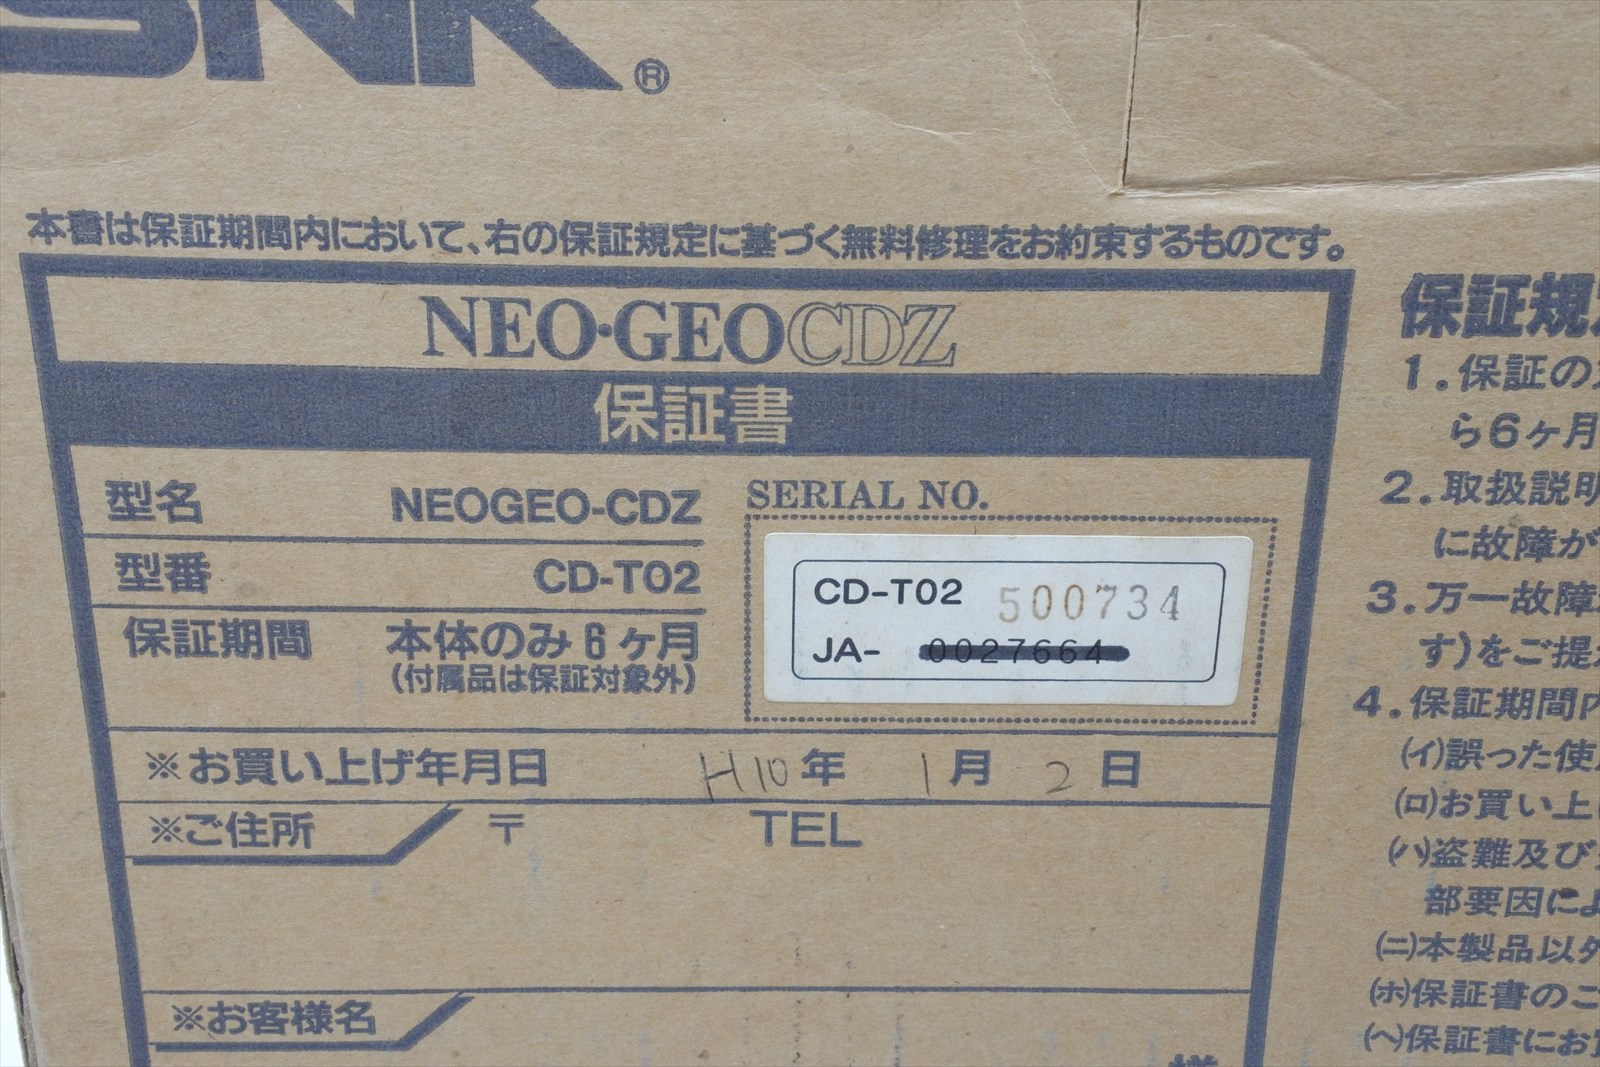 SNK®
本書は保証期間内において、右の保証規定に基づく無料修理をお約束するものです。
NEO・GEO CDZ
保証書
型名 NEOGEO-CDZ
型番 CD-T02
保証期間 本体のみ6ヶ月
(付属品は保証対象外)
SERIAL NO.
CD-T02 500734
JA- 0027664
※お買い上げ年月日 H10年 1月 2日
※ご住所 〒 TEL
※お客様名
様
保証規
1.保証の
ら6ヶ月
2.取扱説明
に故障が
3.万一故障
す)をご提
4.保証期間内
(イ)誤った使
(ロ)お買い上
(ハ)盗難及び
部要因によ
(ニ)本製品以外
(ホ)保証書のご
(ヘ)保証書にお買